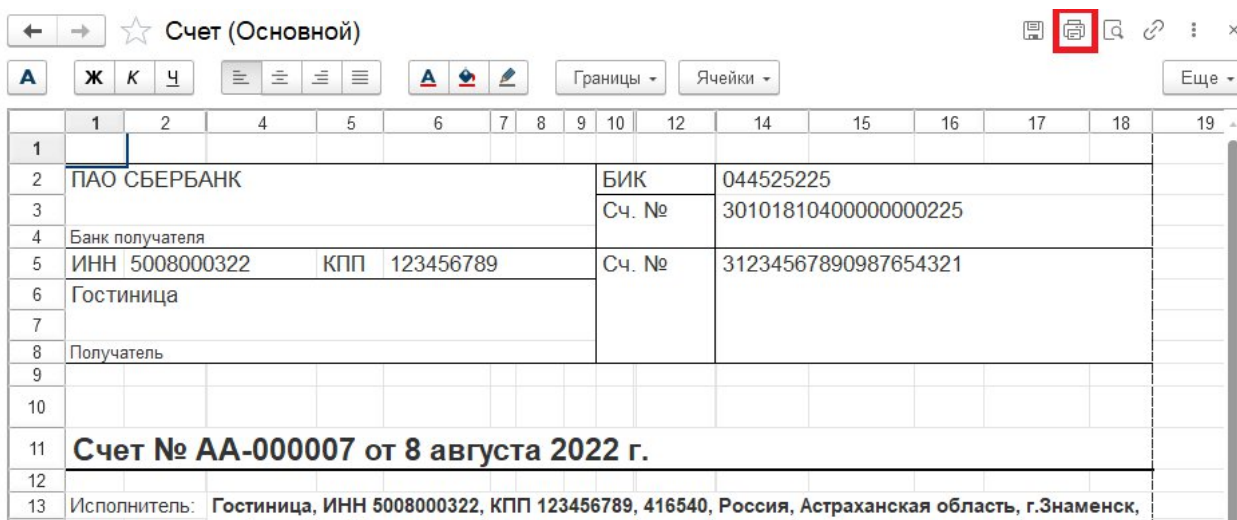 Счет (Основной)
А Ж К Ч А Границы Ячейки Еще
1 2 4 5 6 7 8 9 10 12 14 15 16 17 18 19
1
2 ПАО СБЕРБАНК БИК 044525225
3 Сч. № 30101810400000000225
4 Банк получателя
5 ИНН 5008000322 КПП 123456789 Сч. № 31234567890987654321
6 Гостиница
7
8 Получатель
9
10
11 Счет № АА-000007 от 8 августа 2022 г.
12
13 Исполнитель: Гостиница, ИНН 5008000322, КПП 123456789, 416540, Россия, Астраханская область, г.Знаменск,